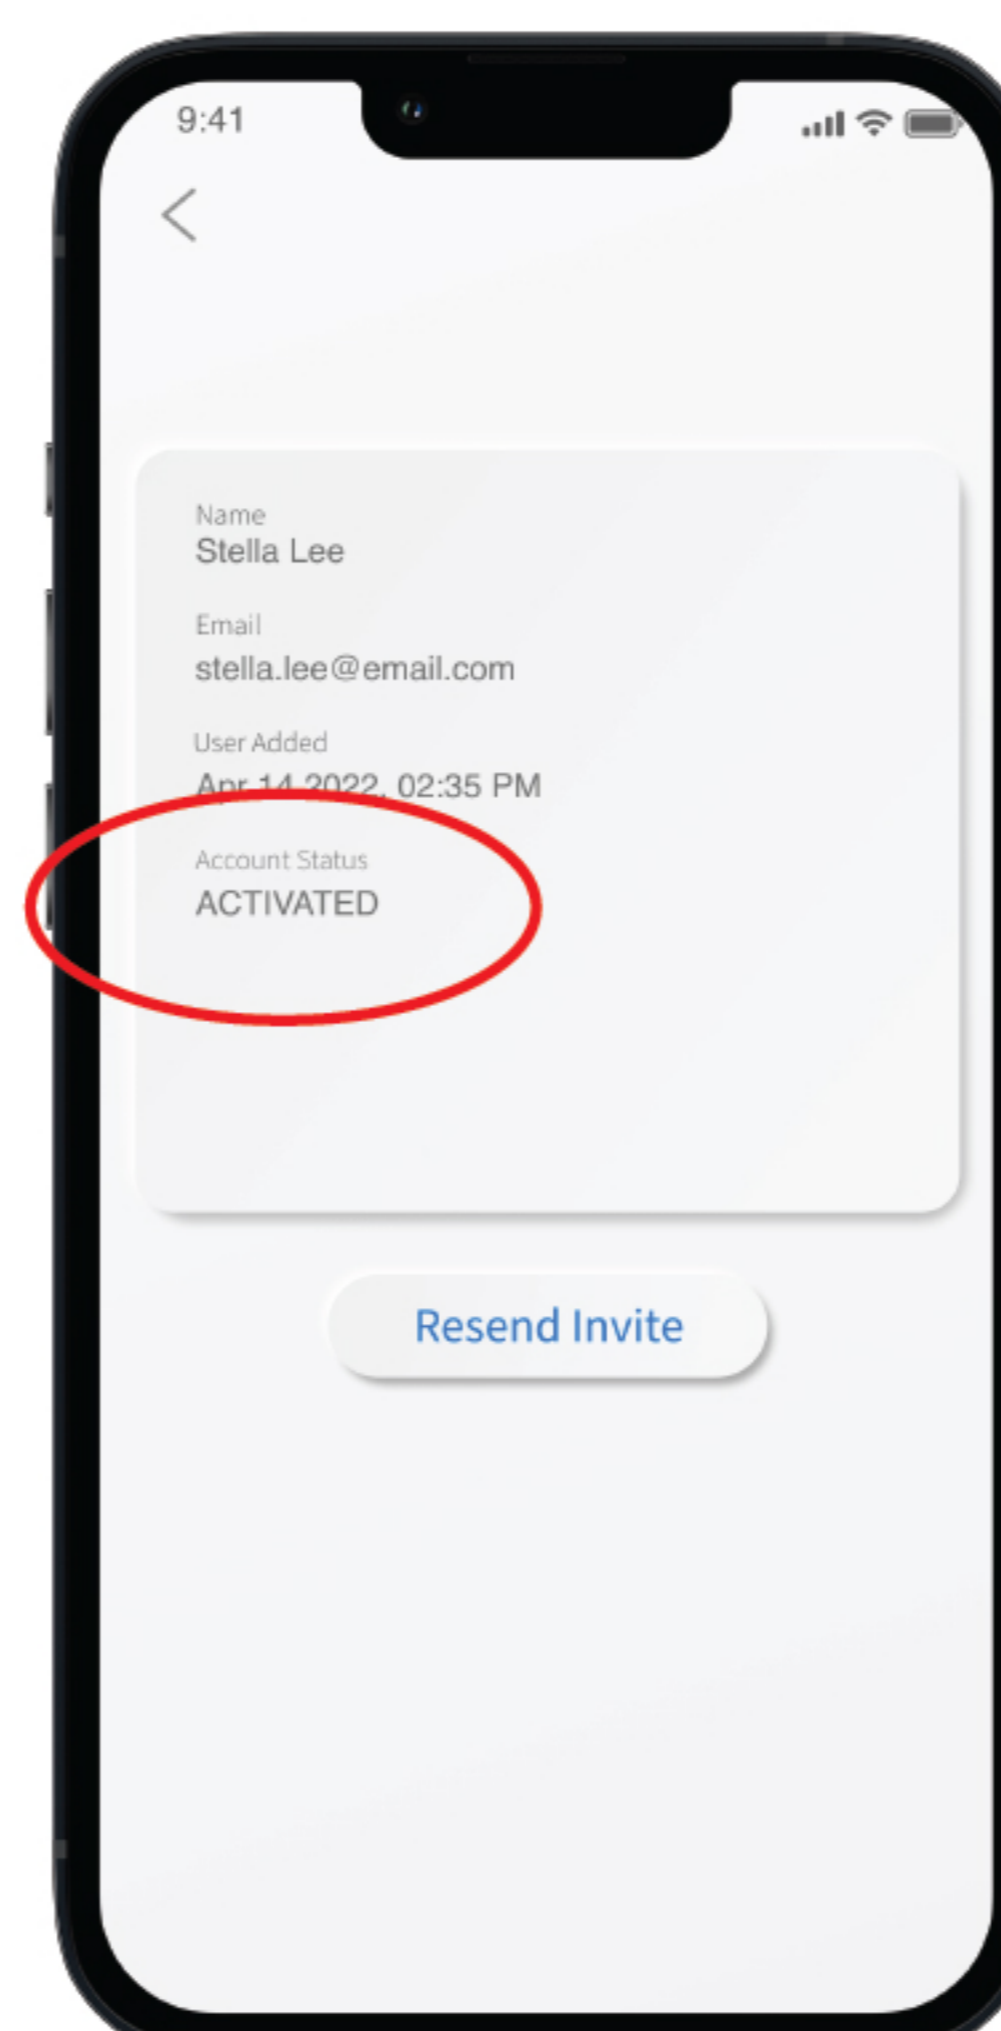 9:41
Name
Stella Lee
Email
stella.lee@email.com
User Added
Apr 14 2022, 02:35 PM
Account Status
ACTIVATED
Resend Invite